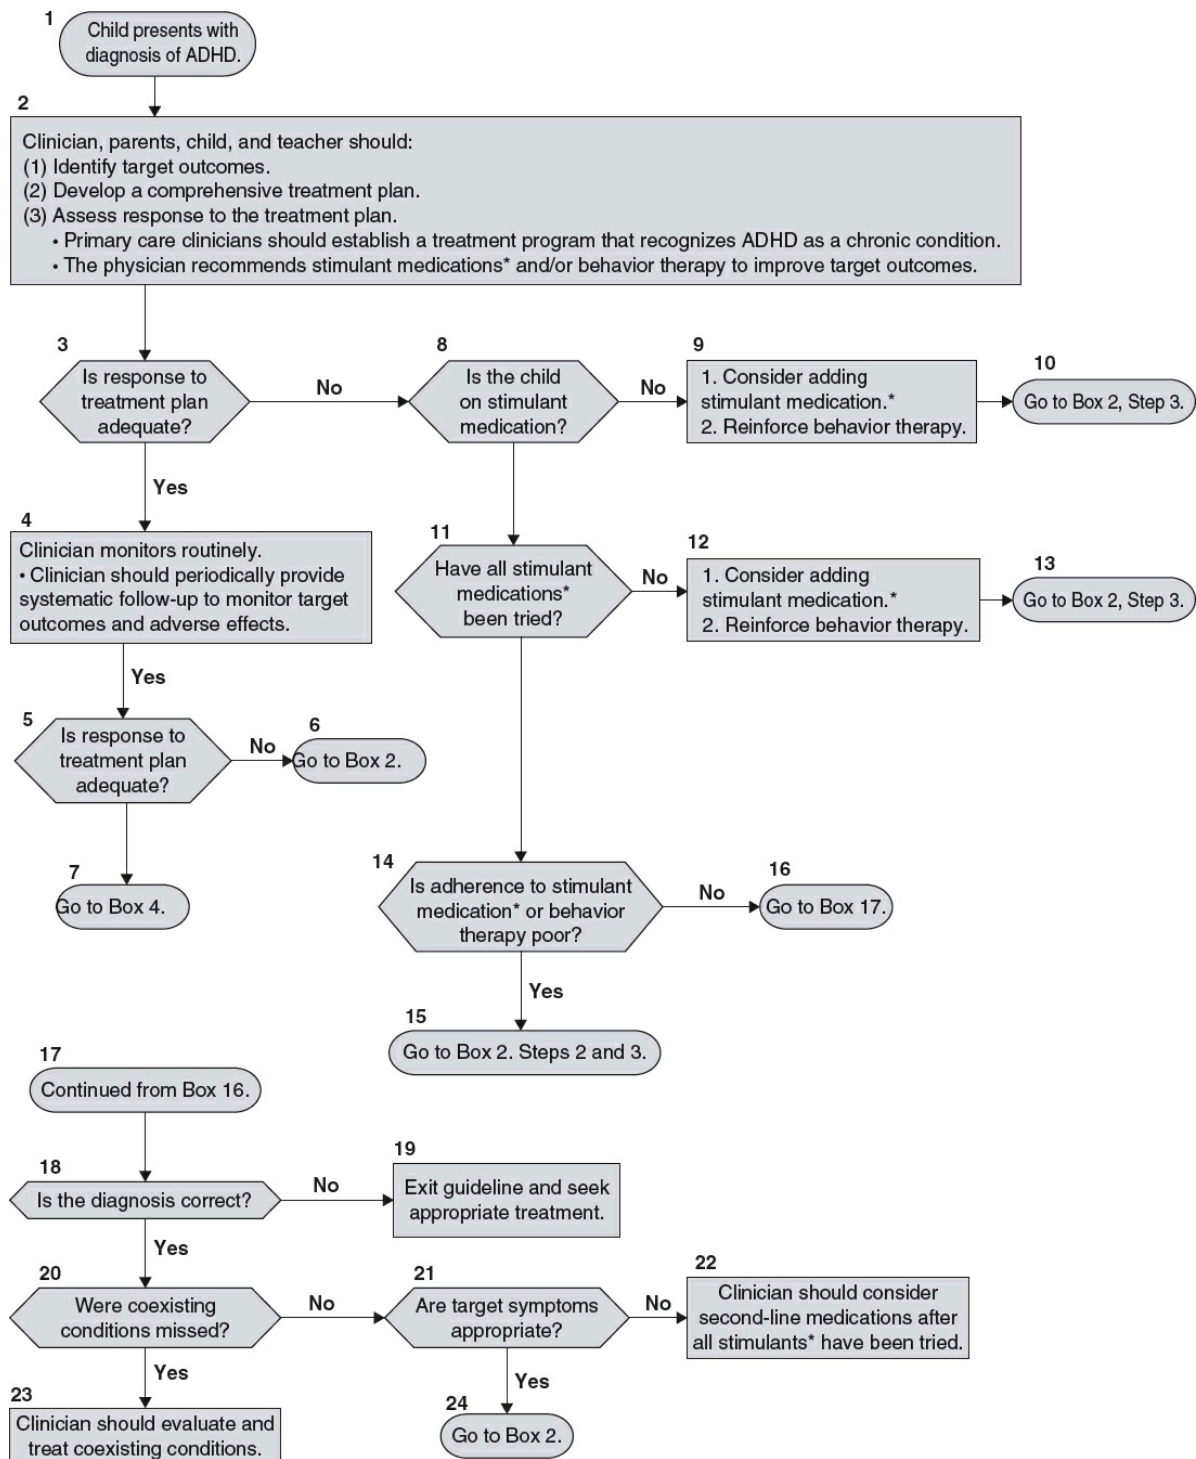 1
Child presents with
diagnosis of ADHD.
2
Clinician, parents, child, and teacher should:
(1) Identify target outcomes.
(2) Develop a comprehensive treatment plan.
(3) Assess response to the treatment plan.
• Primary care clinicians should establish a treatment program that recognizes ADHD as a chronic condition.
• The physician recommends stimulant medications* and/or behavior therapy to improve target outcomes.
3
Is response to
treatment plan
adequate?
No
8
Is the child
on stimulant
medication?
No
9
1. Consider adding
stimulant medication.*
2. Reinforce behavior therapy.
10
Go to Box 2, Step 3.
Yes
4
Clinician monitors routinely.
• Clinician should periodically provide
systematic follow-up to monitor target
outcomes and adverse effects.
11
Have all stimulant
medications*
been tried?
No
12
1. Consider adding
stimulant medication.*
2. Reinforce behavior therapy.
13
Go to Box 2, Step 3.
Yes
5
Is response to
treatment plan
adequate?
No
6
Go to Box 2.
7
Go to Box 4.
14
Is adherence to stimulant
medication* or behavior
therapy poor?
No
16
Go to Box 17.
Yes
15
Go to Box 2. Steps 2 and 3.
17
Continued from Box 16.
18
Is the diagnosis correct?
No
19
Exit guideline and seek
appropriate treatment.
Yes
20
Were coexisting
conditions missed?
No
21
Are target symptoms
appropriate?
No
22
Clinician should consider
second-line medications after
all stimulants* have been tried.
Yes
23
Clinician should evaluate and
treat coexisting conditions.
Yes
24
Go to Box 2.